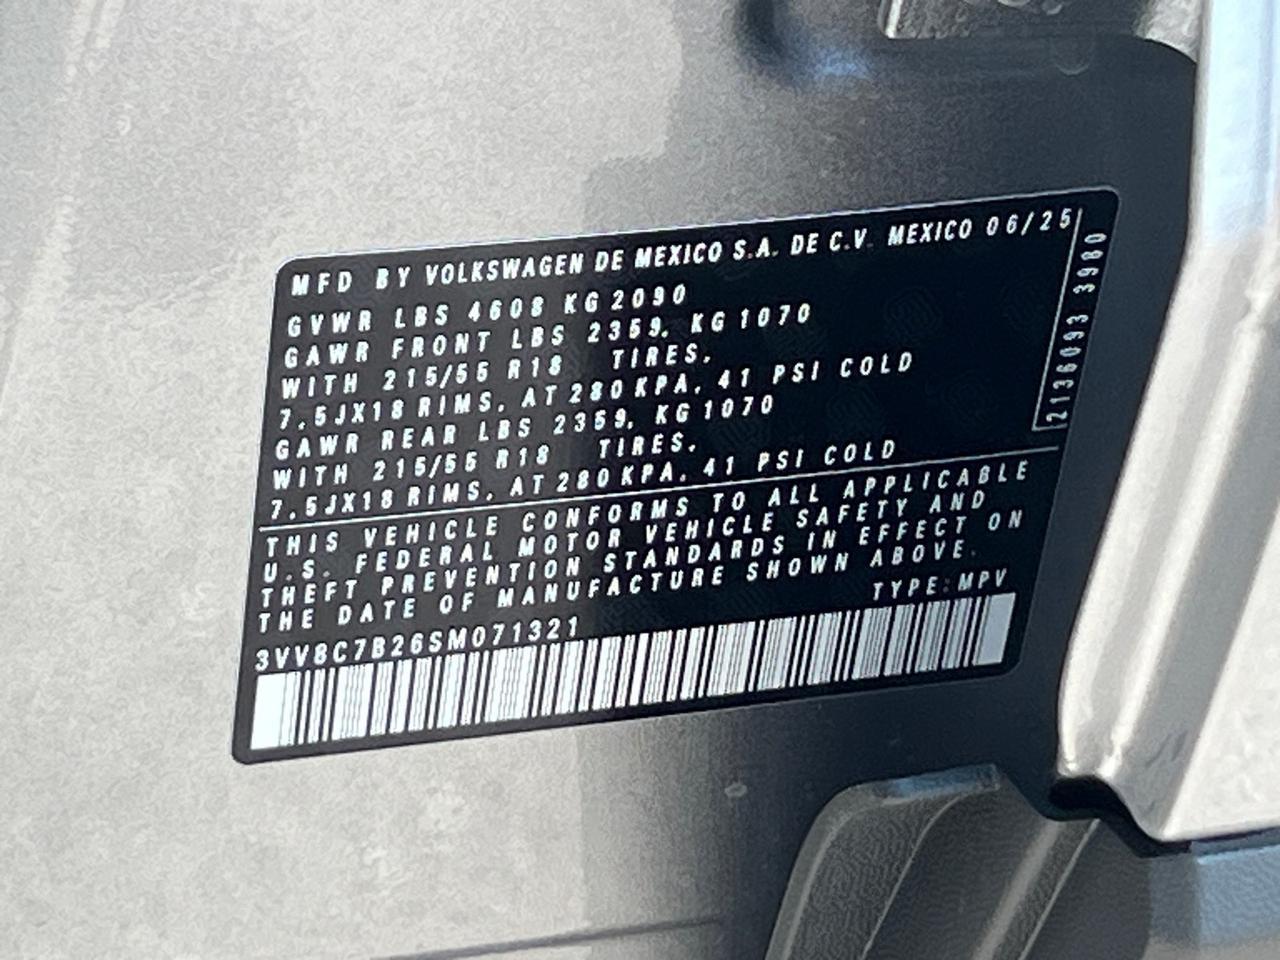 MFD BY VOLKSWAGEN DE MEXICO S.A. DE C.V. MEXICO 06/25
GVWR LBS 4608 KG 2090
GAWR FRONT LBS 2359, KG 1070
WITH 215/55 R18 TIRES,
7.5JX18 RIMS, AT 280 KPA, 41 PSI COLD
GAWR REAR LBS 2359, KG 1070
WITH 215/55 R18 TIRES,
7.5JX18 RIMS, AT 280 KPA, 41 PSI COLD
THIS VEHICLE CONFORMS TO ALL APPLICABLE
U.S. FEDERAL MOTOR VEHICLE SAFETY AND
THEFT PREVENTION STANDARDS IN EFFECT ON
THE DATE OF MANUFACTURE SHOWN ABOVE.
TYPE: MPV
3VV8C7B26SM071321
2136093 3980